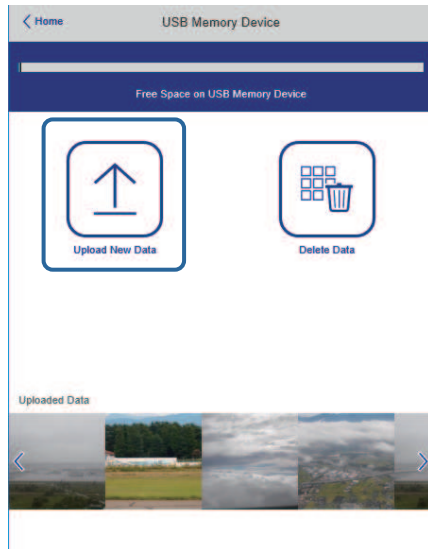 Home
USB Memory Device
Free Space on USB Memory Device
Upload New Data
Delete Data
Uploaded Data